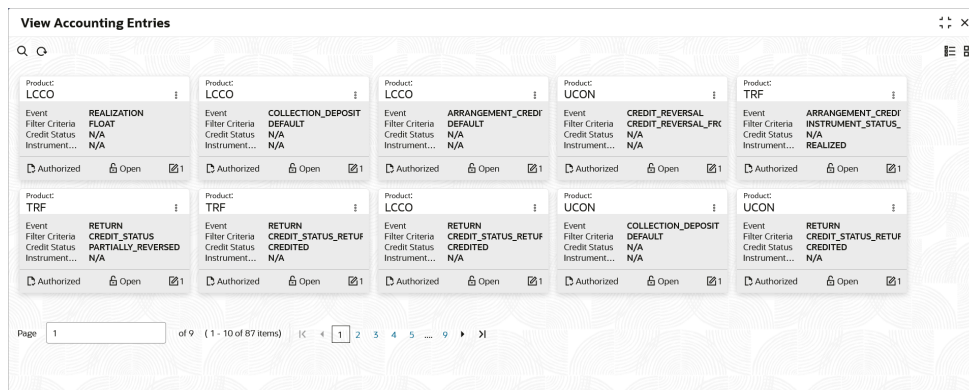 View Accounting Entries
Product:
LCCO
Event REALIZATION
Filter Criteria FLOAT
Credit Status N/A
Instrument... N/A
Authorized Open 1
Product:
LCCO
Event COLLECTION_DEPOSIT
Filter Criteria DEFAULT
Credit Status N/A
Instrument... N/A
Authorized Open 1
Product:
LCCO
Event ARRANGEMENT_CREDI
Filter Criteria DEFAULT
Credit Status N/A
Instrument... N/A
Authorized Open 1
Product:
UCON
Event CREDIT_REVERSAL
Filter Criteria CREDIT_REVERSAL_FRO
Credit Status N/A
Instrument... N/A
Authorized Open 1
Product:
TRF
Event ARRANGEMENT_CREDI
Filter Criteria INSTRUMENT_STATUS_
Credit Status N/A
Instrument... REALIZED
Authorized Open 1
Product:
TRF
Event RETURN
Filter Criteria CREDIT_STATUS
Credit Status PARTIALLY_REVERSED
Instrument... N/A
Authorized Open 1
Product:
TRF
Event RETURN
Filter Criteria CREDIT_STATUS_RETUR
Credit Status CREDITED
Instrument... N/A
Authorized Open 1
Product:
LCCO
Event RETURN
Filter Criteria CREDIT_STATUS_RETUR
Credit Status CREDITED
Instrument... N/A
Authorized Open 1
Product:
UCON
Event COLLECTION_DEPOSIT
Filter Criteria DEFAULT
Credit Status N/A
Instrument... N/A
Authorized Open 1
Product:
UCON
Event RETURN
Filter Criteria CREDIT_STATUS_RETUR
Credit Status CREDITED
Instrument... N/A
Authorized Open 1
Page 1 of 9 ( 1 - 10 of 87 items) 1 2 3 4 5 .... 9